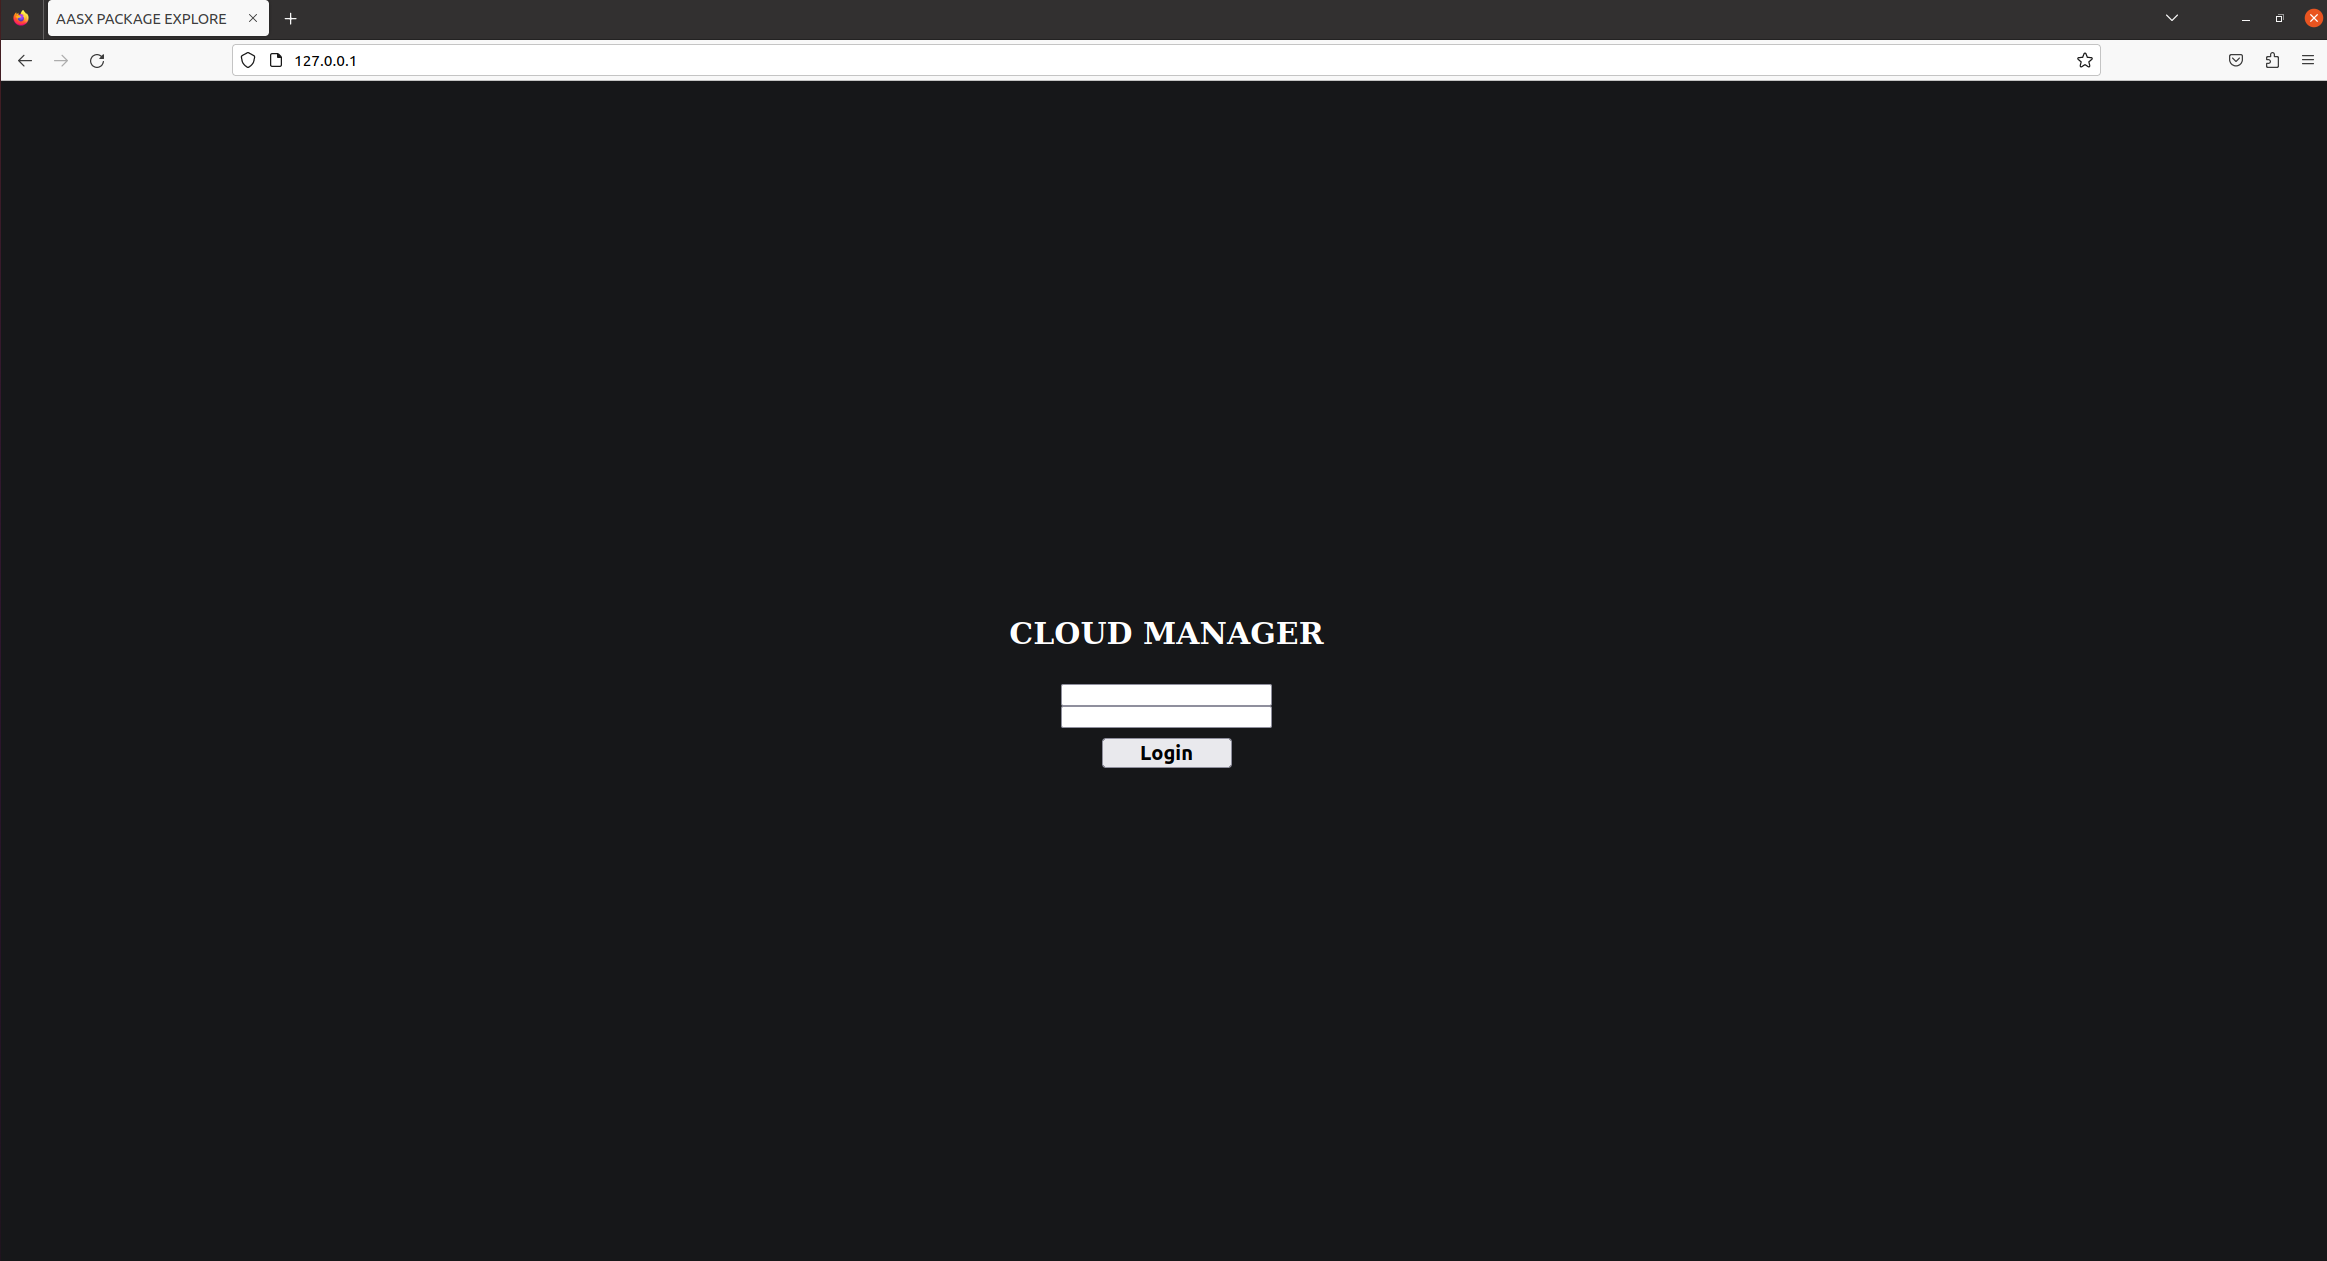 AASX PACKAGE EXPLORE
127.0.0.1
CLOUD MANAGER
Login